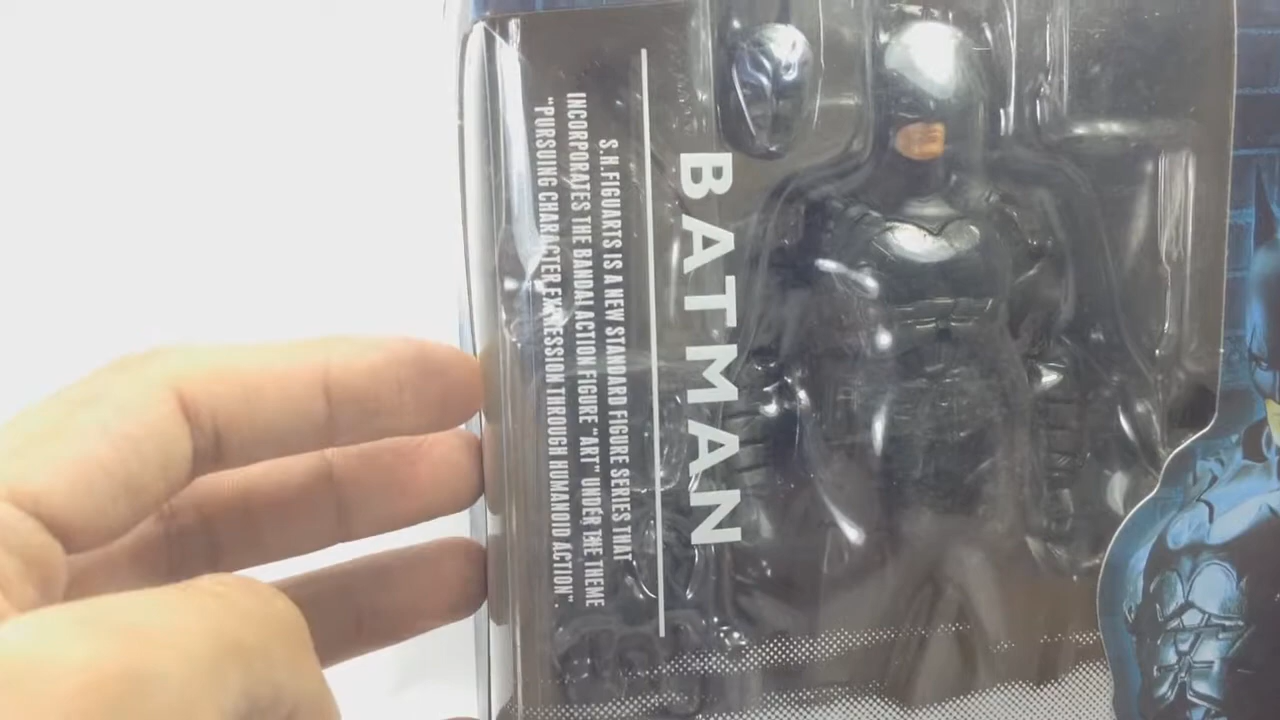 BATMAN
S.H.FIGUARTS IS A NEW STANDARD FIGURE SERIES THAT
INCORPORATES THE BANDAI ACTION FIGURE "ART" UNDER THE THEME
"PURSUING CHARACTER EXPRESSION THROUGH HUMANOID ACTION".